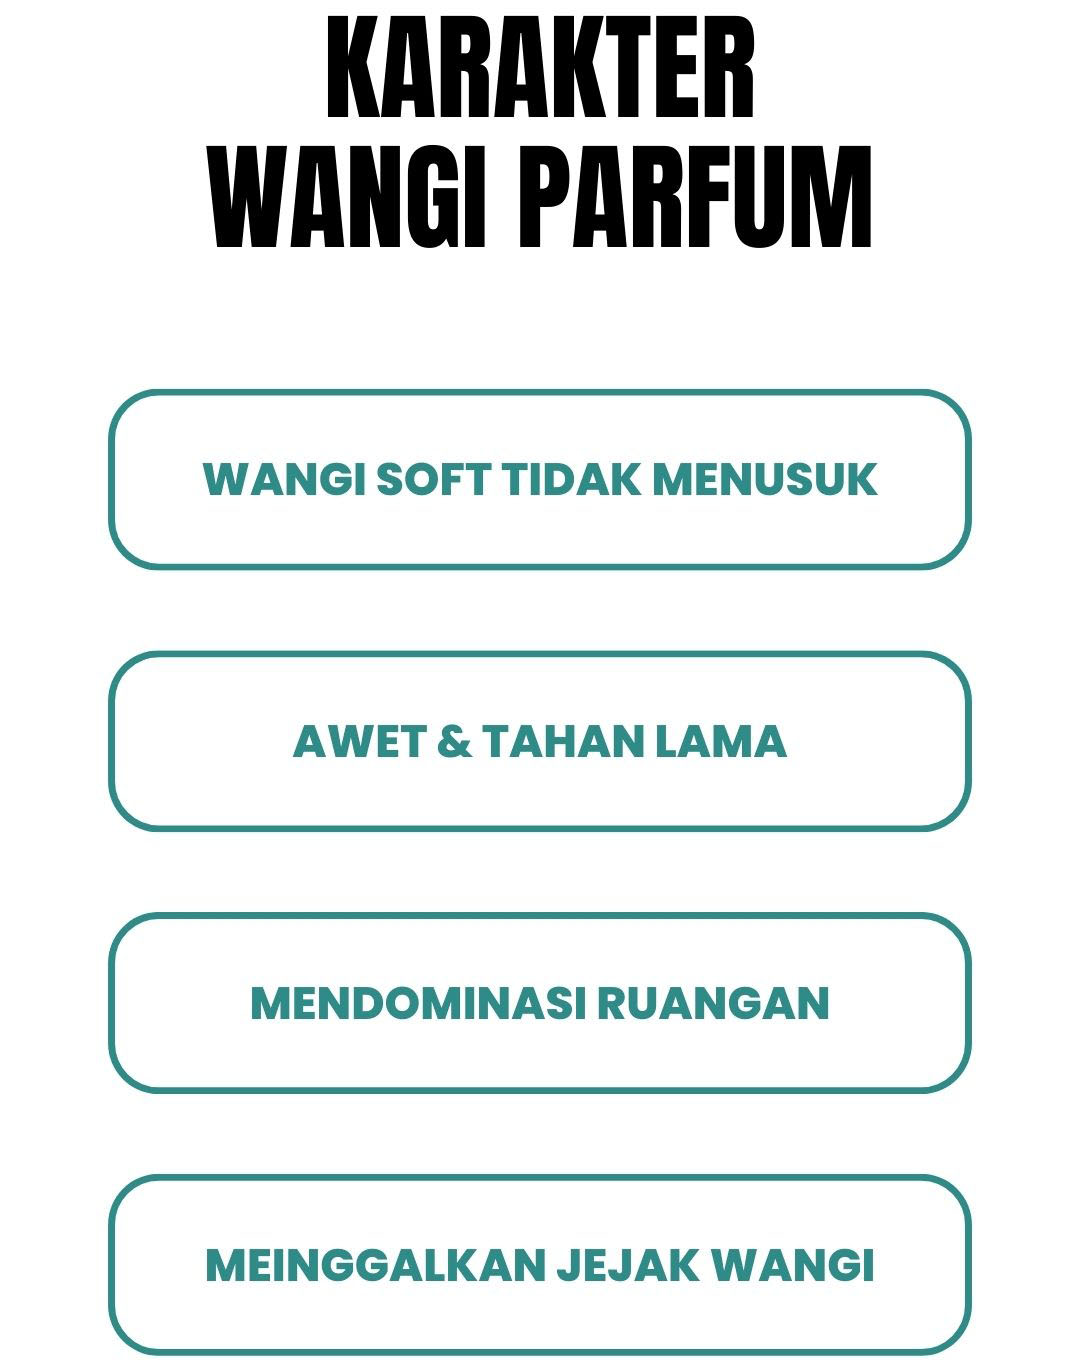 KARAKTER
WANGI PARFUM
WANGI SOFT TIDAK MENUSUK
AWET & TAHAN LAMA
MENDOMINASI RUANGAN
MEINGGALKAN JEJAK WANGI